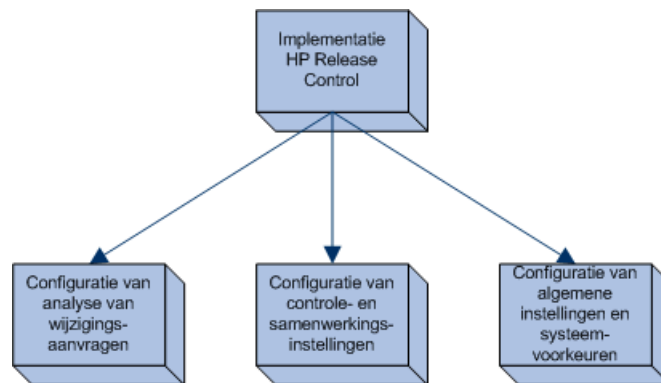 Implementatie
HP Release
Control
Configuratie van
analyse van
wijzigings-
aanvragen
Configuratie van
controle- en
samenwerkings-
instellingen
Configuratie van
algemene
instellingen en
systeem-
voorkeuren